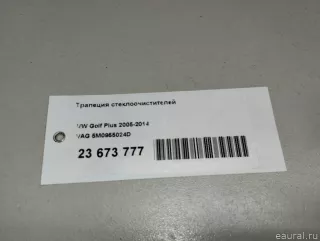 Трапеция стеклоочистителей
VW Golf Plus 2005-2014
VAG 5M0955024D
23 673 777
eaural.ru